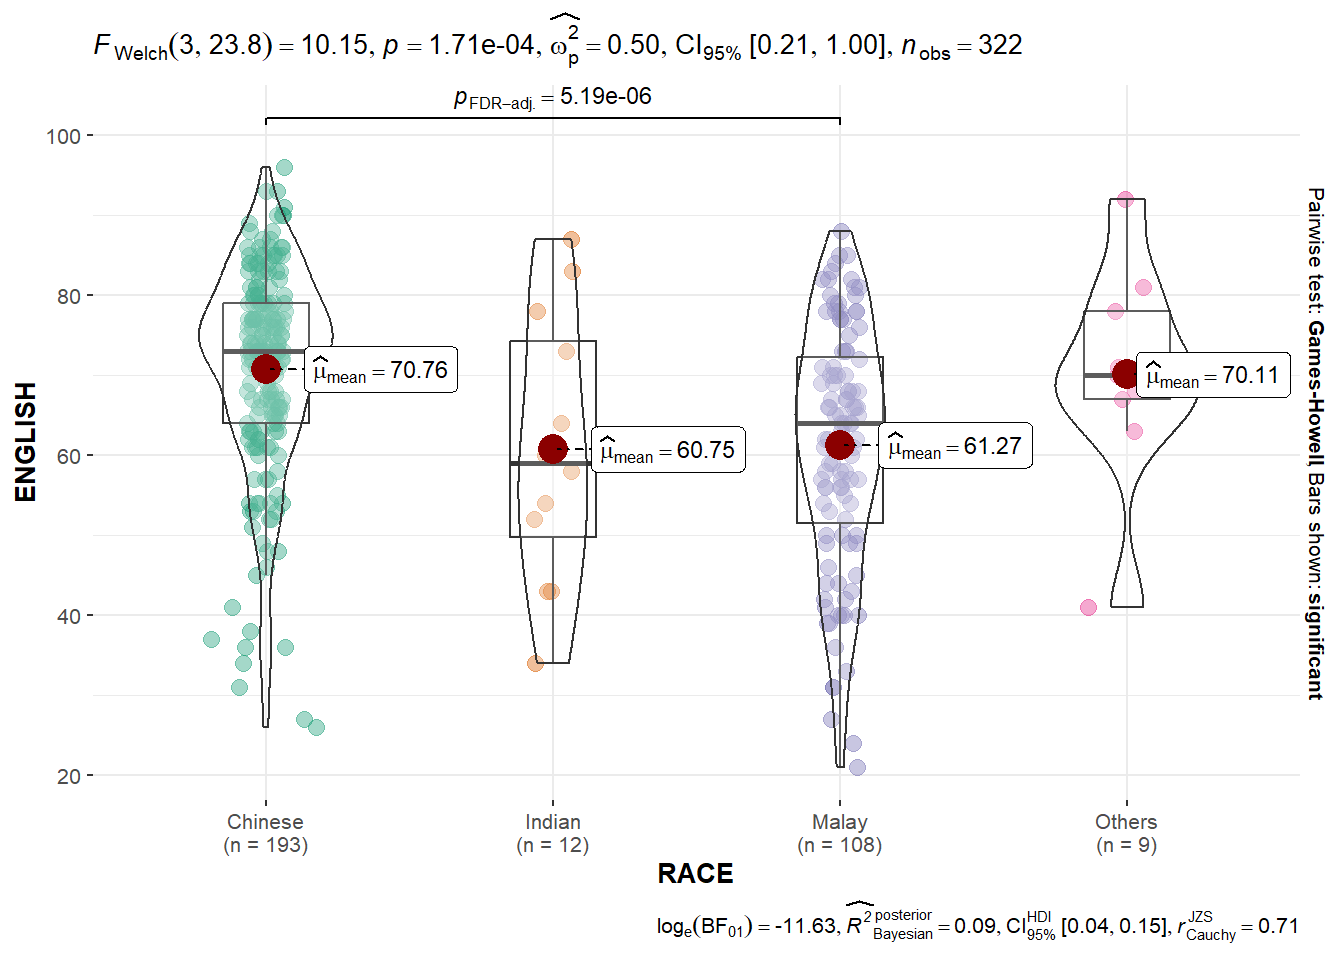 F Welch(3, 23.8) = 10.15, p = 1.71e-04, ω̂²p = 0.50, CI95% [0.21, 1.00], nobs = 322
pFDR−adj. = 5.19e-06
100
80
60
40
20
ENGLISH
μ̂mean = 70.76
μ̂mean = 60.75
μ̂mean = 61.27
μ̂mean = 70.11
Pairwise test: Games-Howell, Bars shown: significant
Chinese
(n = 193)
Indian
(n = 12)
Malay
(n = 108)
Others
(n = 9)
RACE
loge(BF01) = -11.63, R̂² posterior Bayesian = 0.09, CI HDI 95% [0.04, 0.15], r JZS Cauchy = 0.71